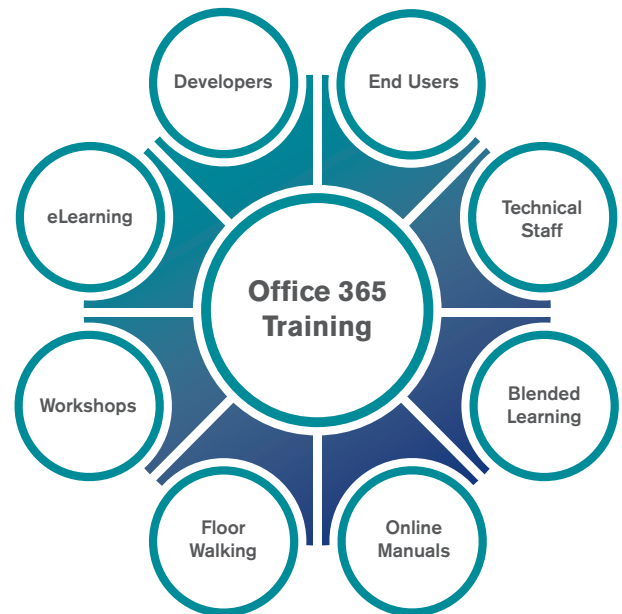 Developers
End Users
eLearning
Technical
Staff
Office 365
Training
Workshops
Blended
Learning
Floor
Walking
Online
Manuals